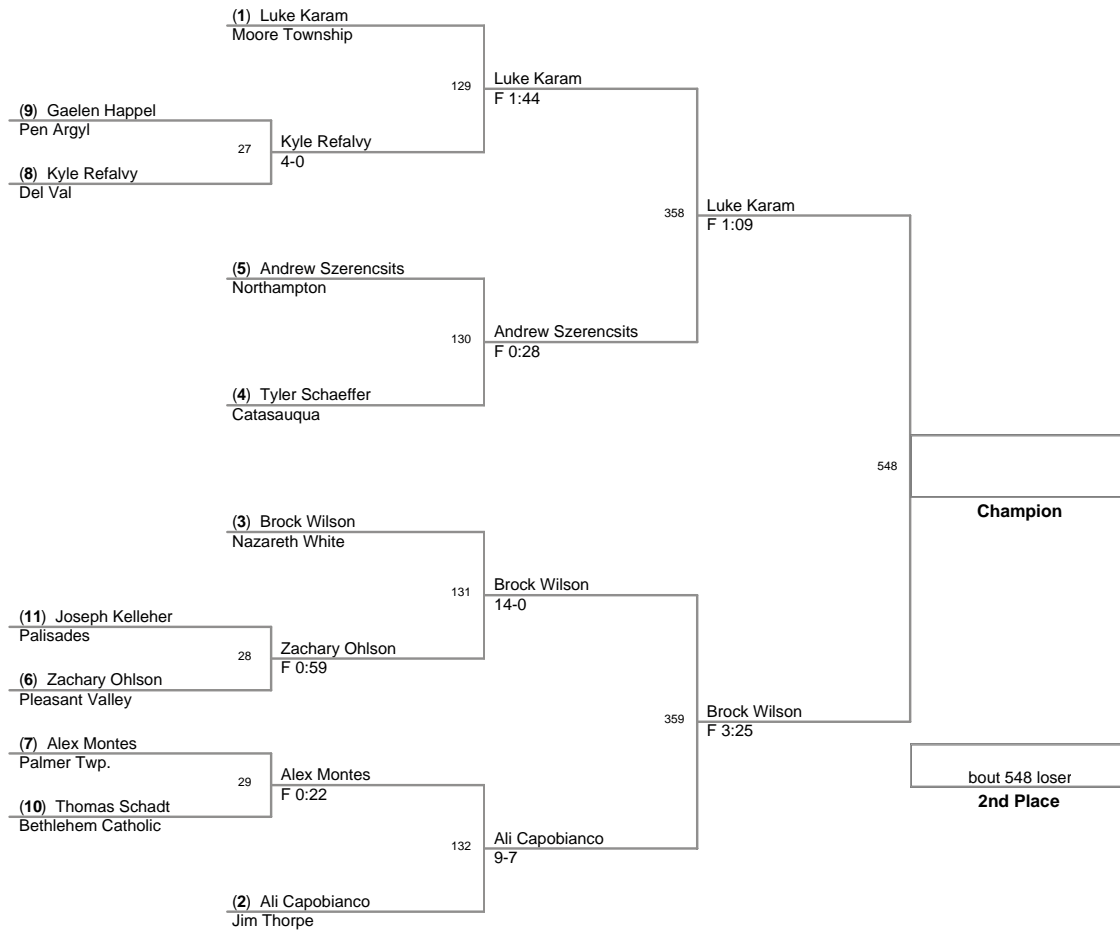 (1) Luke Karam
Moore Township
129
Luke Karam
F 1:44
(9) Gaelen Happel
Pen Argyl
27
Kyle Refalvy
4-0
(8) Kyle Refalvy
Del Val
358
Luke Karam
F 1:09
(5) Andrew Szerencsits
Northampton
130
Andrew Szerencsits
F 0:28
(4) Tyler Schaeffer
Catasauqua
548
Champion
(3) Brock Wilson
Nazareth White
131
Brock Wilson
14-0
(11) Joseph Kelleher
Palisades
28
Zachary Ohlson
F 0:59
(6) Zachary Ohlson
Pleasant Valley
359
Brock Wilson
F 3:25
(7) Alex Montes
Palmer Twp.
29
Alex Montes
F 0:22
(10) Thomas Schadt
Bethlehem Catholic
bout 548 loser
2nd Place
132
Ali Capobianco
9-7
(2) Ali Capobianco
Jim Thorpe